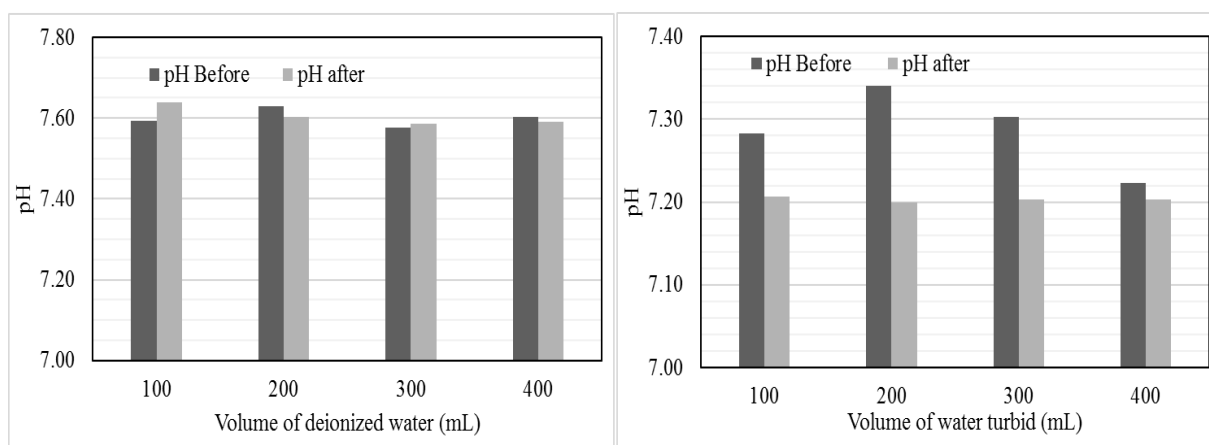 7.80
pH Before pH after
7.60
7.40
pH
7.20
7.00
100 200 300 400
Volume of deionized water (mL)
7.40
pH Before pH after
7.30
7.20
pH
7.10
7.00
100 200 300 400
Volume of water turbid (mL)